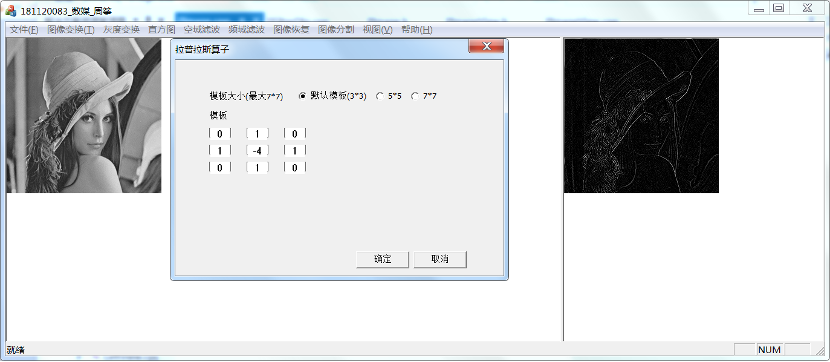 181120083_数媒_周筝
文件(F) 图像变换(T) 灰度变换 直方图 空域滤波 频域滤波 图像恢复 图像分割 视图(V) 帮助(H)
拉普拉斯算子
模板大小(最大7*7) 默认模板(3*3) 5*5 7*7
模板
0 1 0
1 -4 1
0 1 0
确定 取消
就绪 NUM